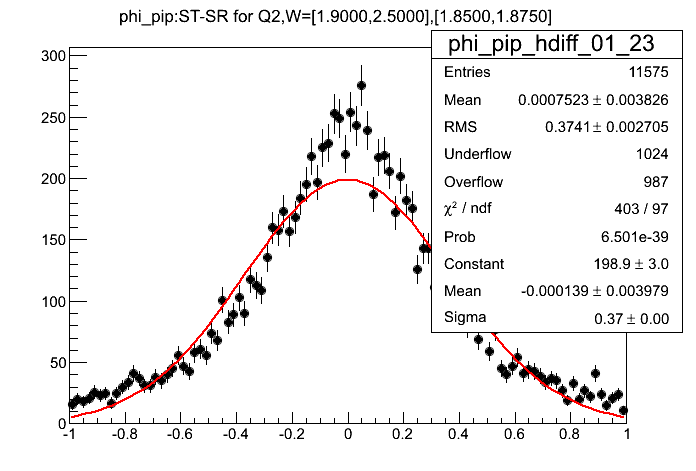 phi_pip:ST-SR for Q2,W=[1.9000,2.5000],[1.8500,1.8750]
phi_pip_hdiff_01_23
Entries 11575
Mean 0.0007523 ± 0.003826
RMS 0.3741 ± 0.002705
Underflow 1024
Overflow 987
χ² / ndf 403 / 97
Prob 6.501e-39
Constant 198.9 ± 3.0
Mean -0.000139 ± 0.003979
Sigma 0.37 ± 0.00
300
250
200
150
100
50
0
-1 -0.8 -0.6 -0.4 -0.2 0 0.2 0.4 0.6 0.8 1